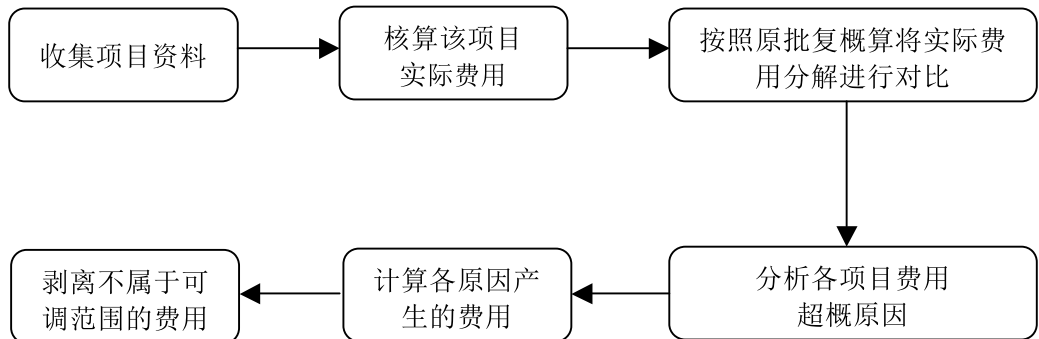 收集项目资料
核算该项目
实际费用
按照原批复概算将实际费
用分解进行对比
分析各项目费用
超概原因
计算各原因产
生的费用
剥离不属于可
调范围的费用